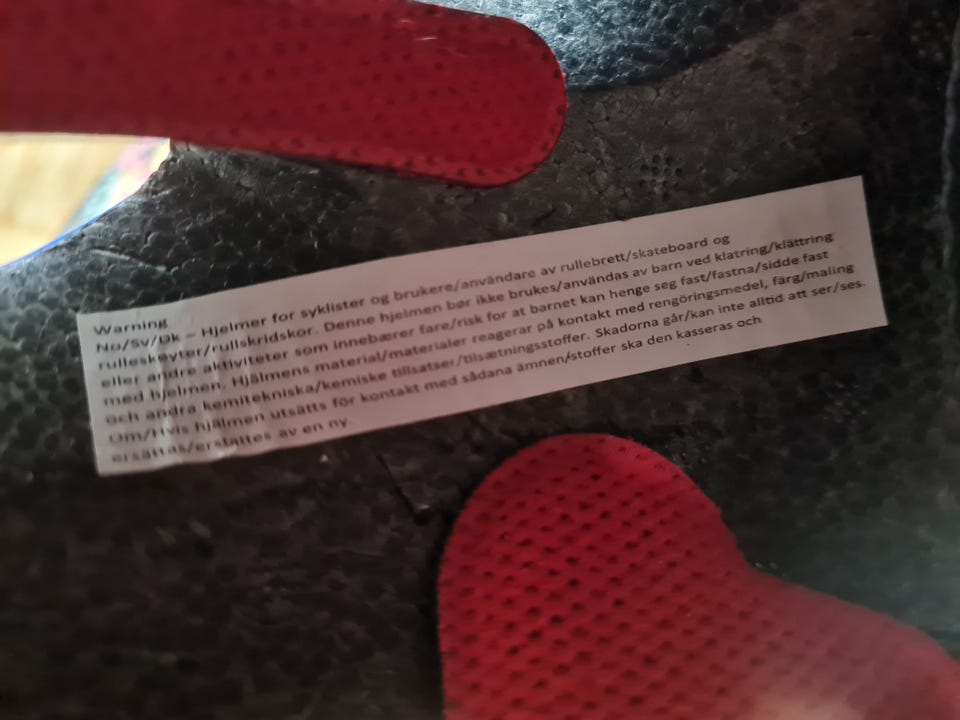 Warning
No/Sv/Dk – Hjelmer for syklister og brukere/användare av rullebrett/skateboard og
rulleskøyter/rullskridskor. Denne hjelmen bør ikke brukes/användas av barn ved klatring/klättring
eller andre aktiviteter som innebærer fare/risk for at barnet kan henge seg fast/fastna/sidde fast
med hjelmen. Hjälmens material/materialer reagerar på kontakt med rengöringsmedel, färg/maling
och andra kemitekniska/kemiske tillsatser/tilsætningsstoffer. Skadorna går/kan inte alltid att ser/ses.
Om/Hvis hjälmen utsätts för kontakt med sådana ämnen/stoffer ska den kasseras och
ersättas/erstattes av en ny